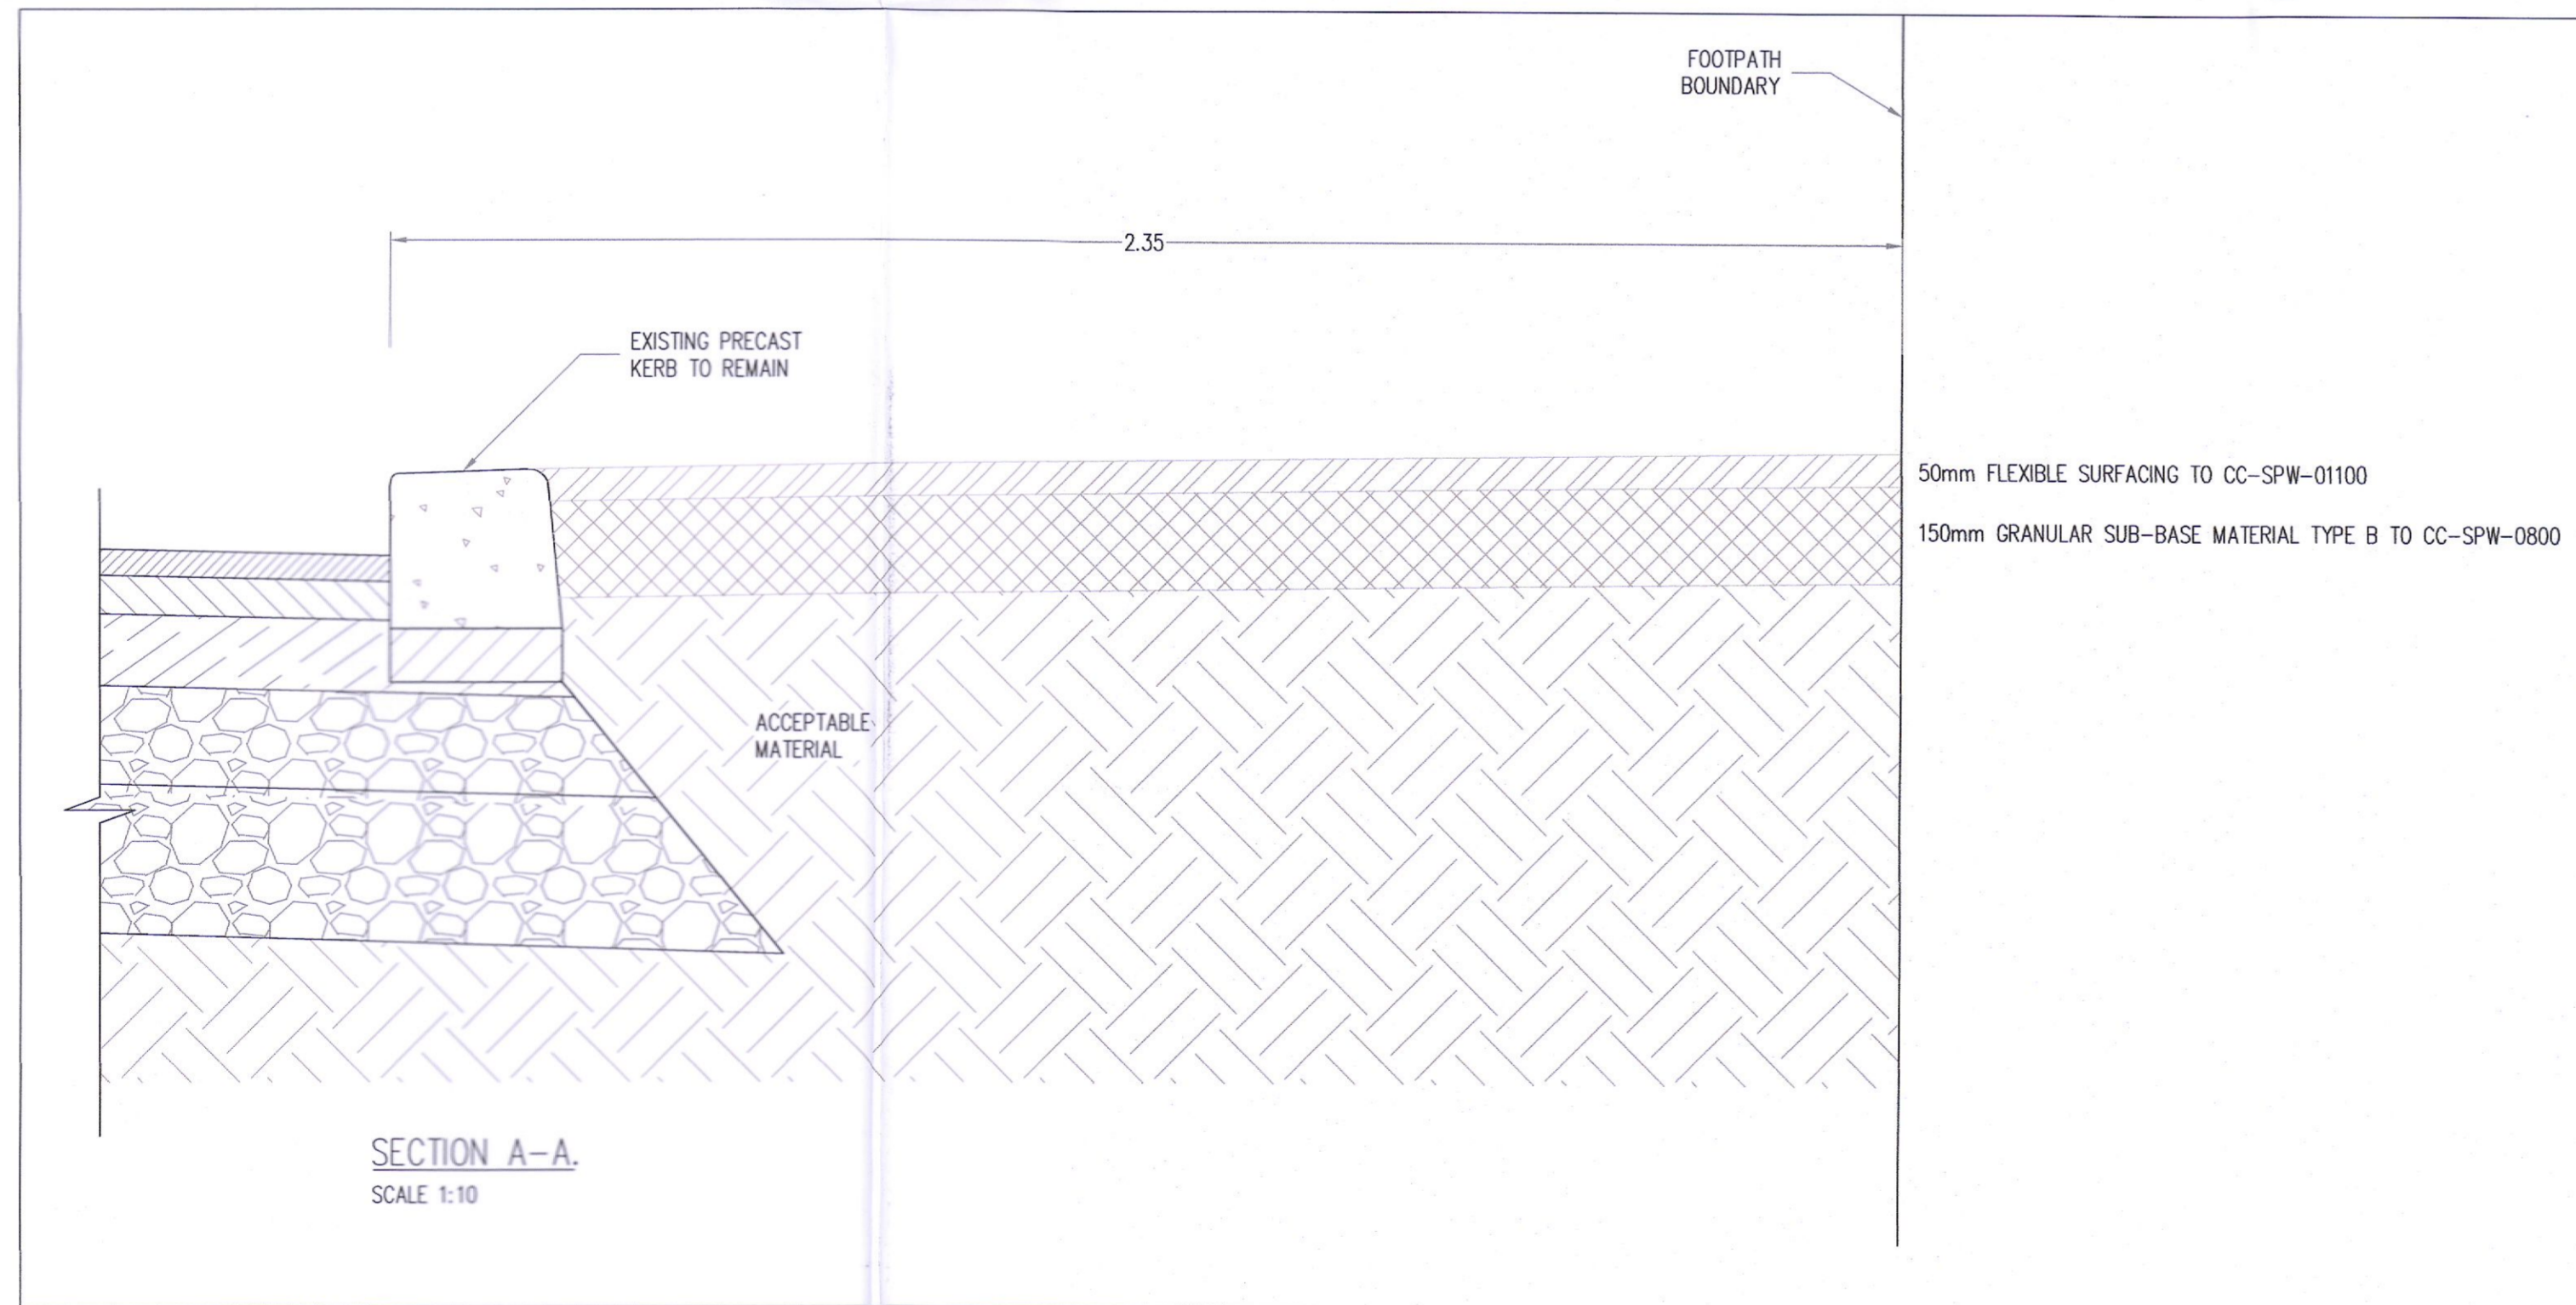 FOOTPATH
BOUNDARY
2.35
EXISTING PRECAST
KERB TO REMAIN
50mm FLEXIBLE SURFACING TO CC-SPW-01100
150mm GRANULAR SUB-BASE MATERIAL TYPE B TO CC-SPW-0800
ACCEPTABLE
MATERIAL
SECTION A-A.
SCALE 1:10